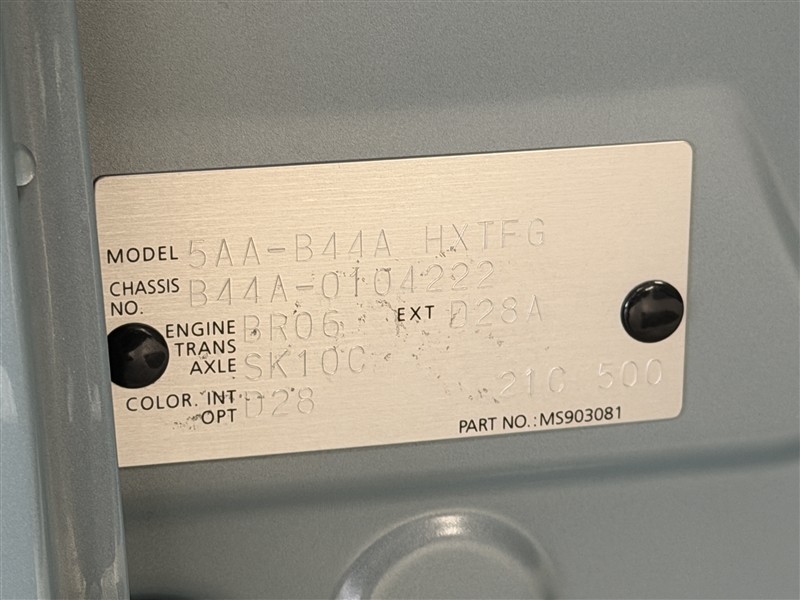 MODEL 5AA-B44A HXTFG
CHASSIS NO. B44A-0104222
ENGINE BR06 EXT D28A
TRANS AXLE SK10C
COLOR. INT D28 21C 500
OPT
PART NO.:MS903081